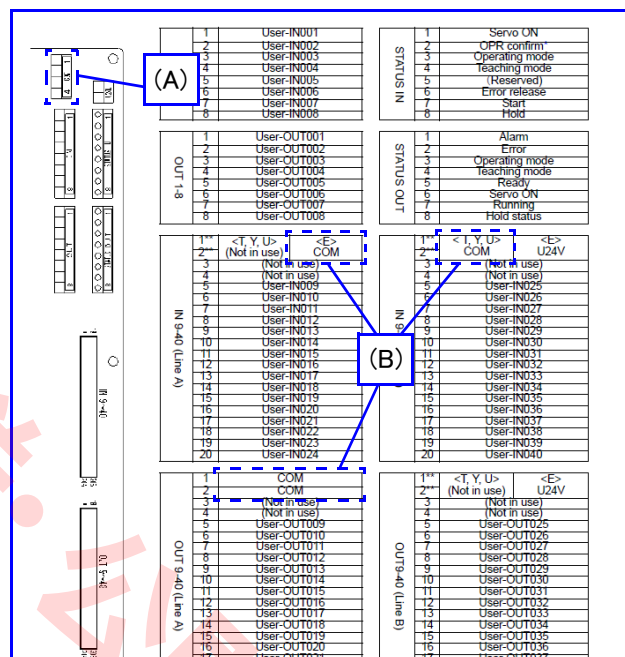 1 User-IN001
2 User-IN002
3 User-IN003
4 User-IN004
5 User-IN005
6 User-IN006
7 User-IN007
8 User-IN008
STATUS IN
1 Servo ON
2 OPR confirm*
3 Operating mode
4 Teaching mode
5 (Reserved)
6 Error release
7 Start
8 Hold
(A)
OUT 1-8
1 User-OUT001
2 User-OUT002
3 User-OUT003
4 User-OUT004
5 User-OUT005
6 User-OUT006
7 User-OUT007
8 User-OUT008
STATUS OUT
1 Alarm
2 Error
3 Operating mode
4 Teaching mode
5 Ready
6 Servo ON
7 Running
8 Hold status
IN 9-40 (Line A)
1** <T, Y, U> <E>
2** (Not in use) COM
3 (Not in use)
4 (Not in use)
5 User-IN009
6 User-IN010
7 User-IN011
8 User-IN012
9 User-IN013
10 User-IN014
11 User-IN015
12 User-IN016
13 User-IN017
14 User-IN018
15 User-IN019
16 User-IN020
17 User-IN021
18 User-IN022
19 User-IN023
20 User-IN024
IN 9
1** < I, Y, U> <E>
2** COM U24V
3 (Not in use)
4 (Not in use)
5 User-IN025
6 User-IN026
7 User-IN027
8 User-IN028
9 User-IN029
10 User-IN030
11 User-IN031
12 User-IN032
13 User-IN033
14 User-IN034
15 User-IN035
16 User-IN036
17 User-IN037
18 User-IN038
19 User-IN039
20 User-IN040
(B)
OUT 9-40 (Line A)
1 COM
2 COM
3 (Not in use)
4 (Not in use)
5 User-OUT009
6 User-OUT010
7 User-OUT011
8 User-OUT012
9 User-OUT013
10 User-OUT014
11 User-OUT015
12 User-OUT016
13 User-OUT017
14 User-OUT018
15 User-OUT019
16 User-OUT020
OUT9-40 (Line B)
1** <T, Y, U> <E>
2** (Not in use) U24V
3 (Not in use)
4 (Not in use)
5 User-OUT025
6 User-OUT026
7 User-OUT027
8 User-OUT028
9 User-OUT029
10 User-OUT030
11 User-OUT031
12 User-OUT032
13 User-OUT033
14 User-OUT034
15 User-OUT035
16 User-OUT036
IN 9-40
OUT 9-40